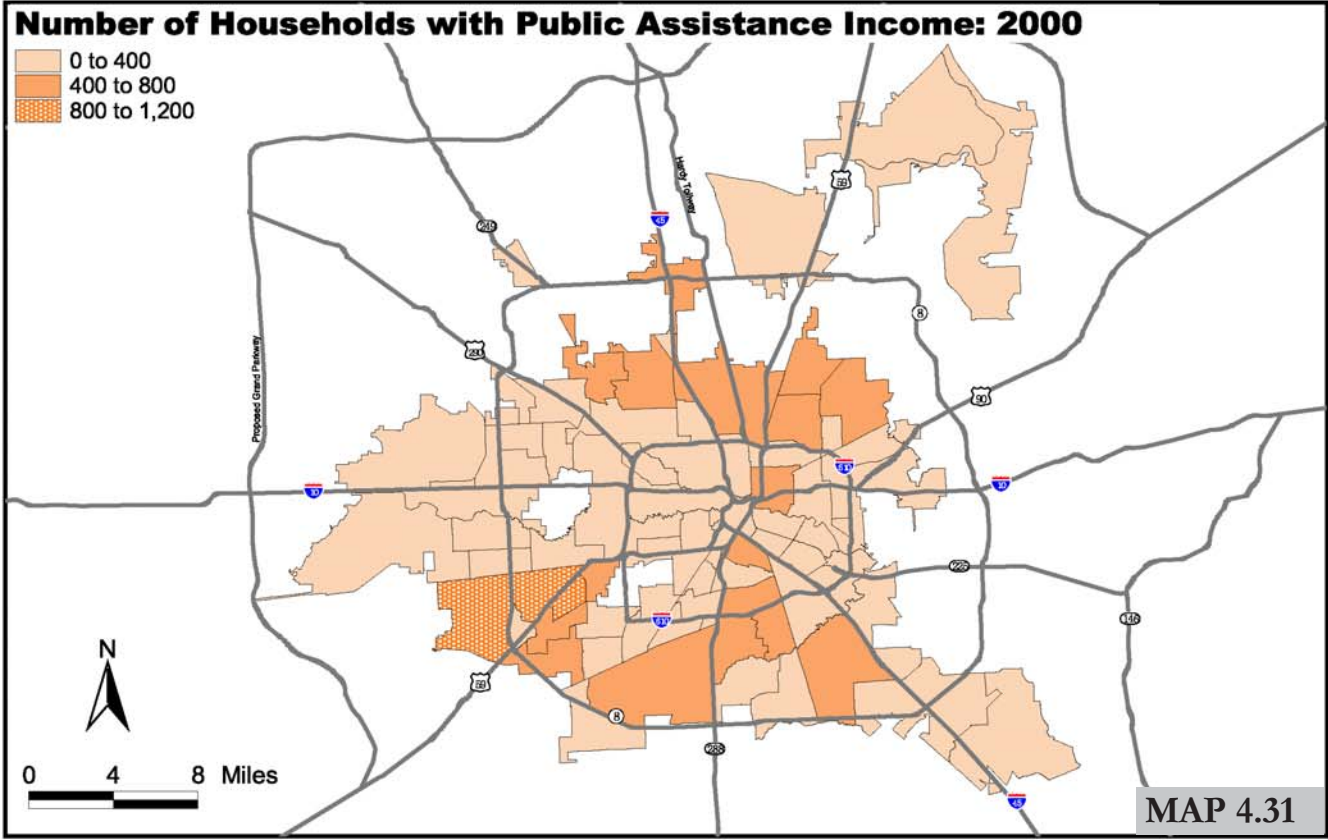 Number of Households with Public Assistance Income: 2000
0 to 400
400 to 800
800 to 1,200
Hardy Tollway
59
45
249
8
290
Proposed Grand Parkway
90
610
10
10
225
610
146
N
59
8
288
0 4 8 Miles
45
MAP 4.31